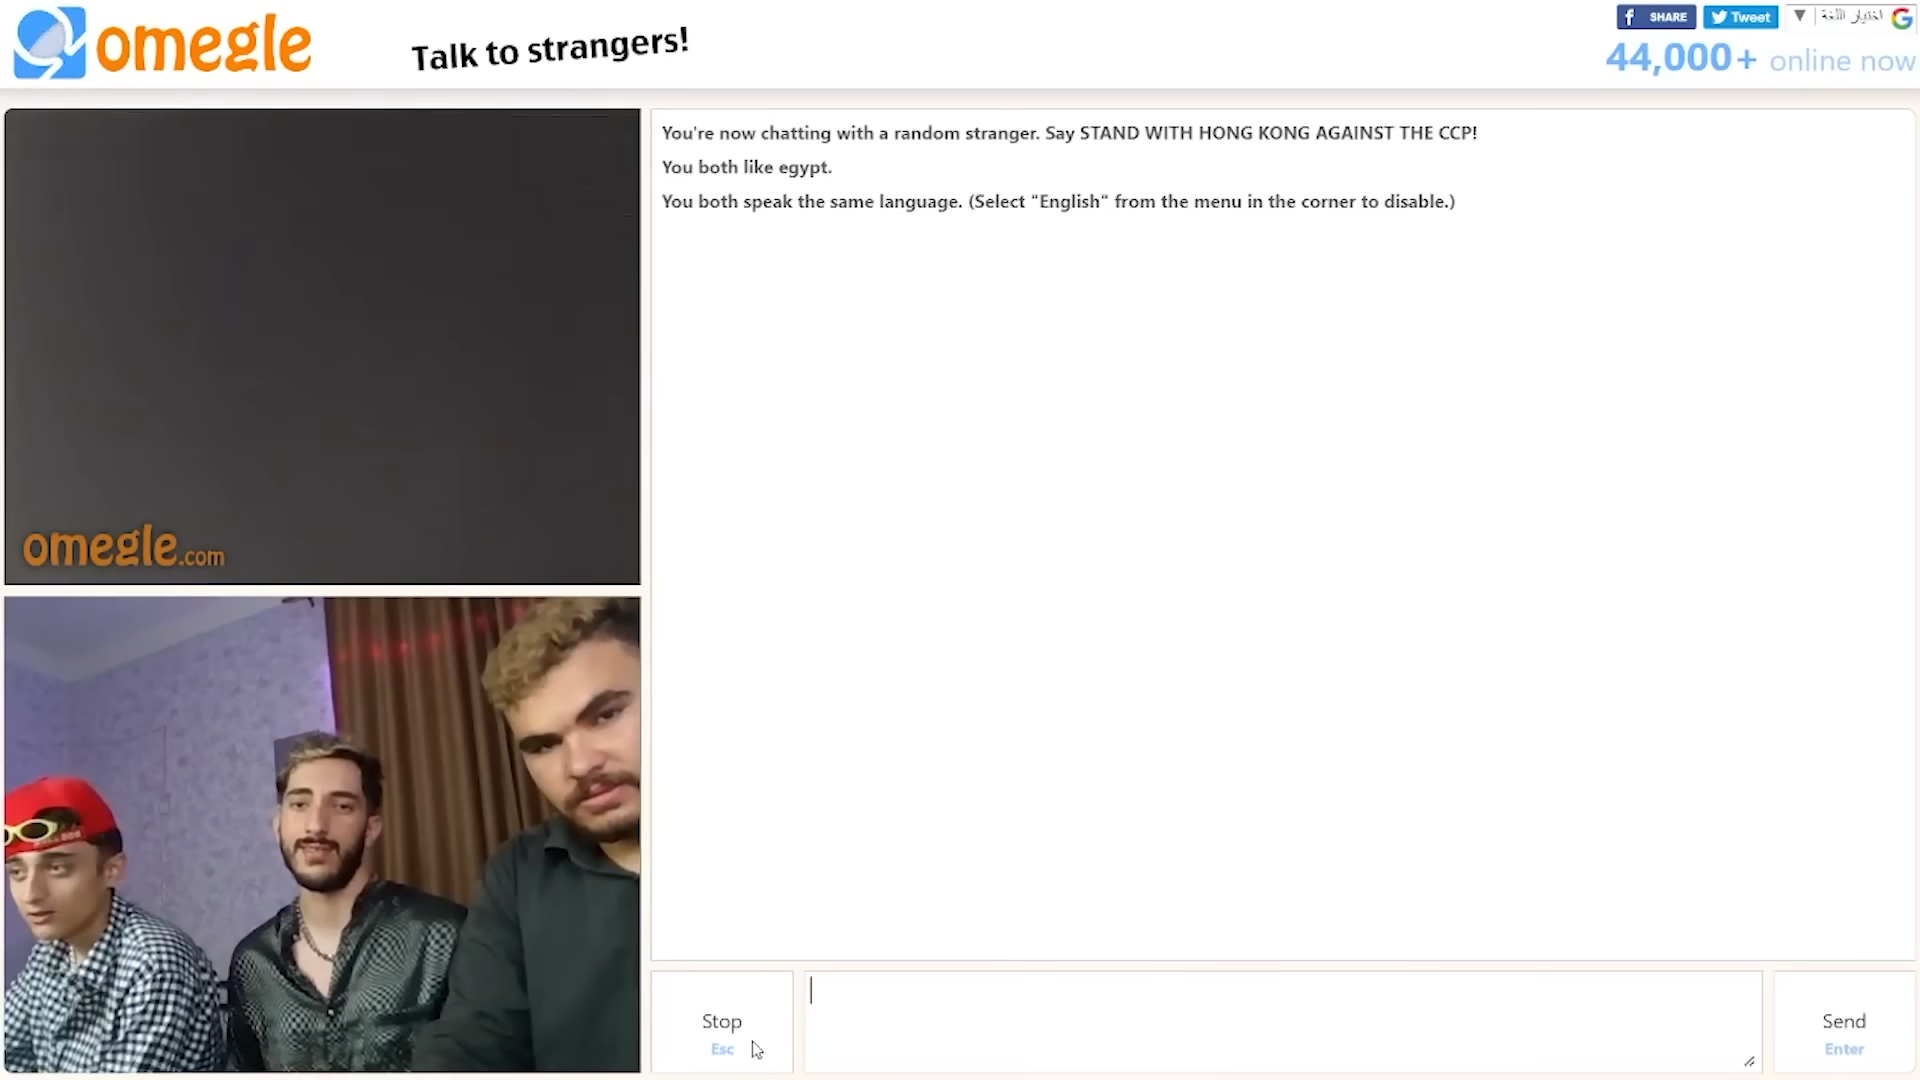 omegle
Talk to strangers!
SHARE
Tweet
اختيار اللغة
44,000+ online now
omegle.com
You're now chatting with a random stranger. Say STAND WITH HONG KONG AGAINST THE CCP!
You both like egypt.
You both speak the same language. (Select "English" from the menu in the corner to disable.)
Stop
Esc
Send
Enter